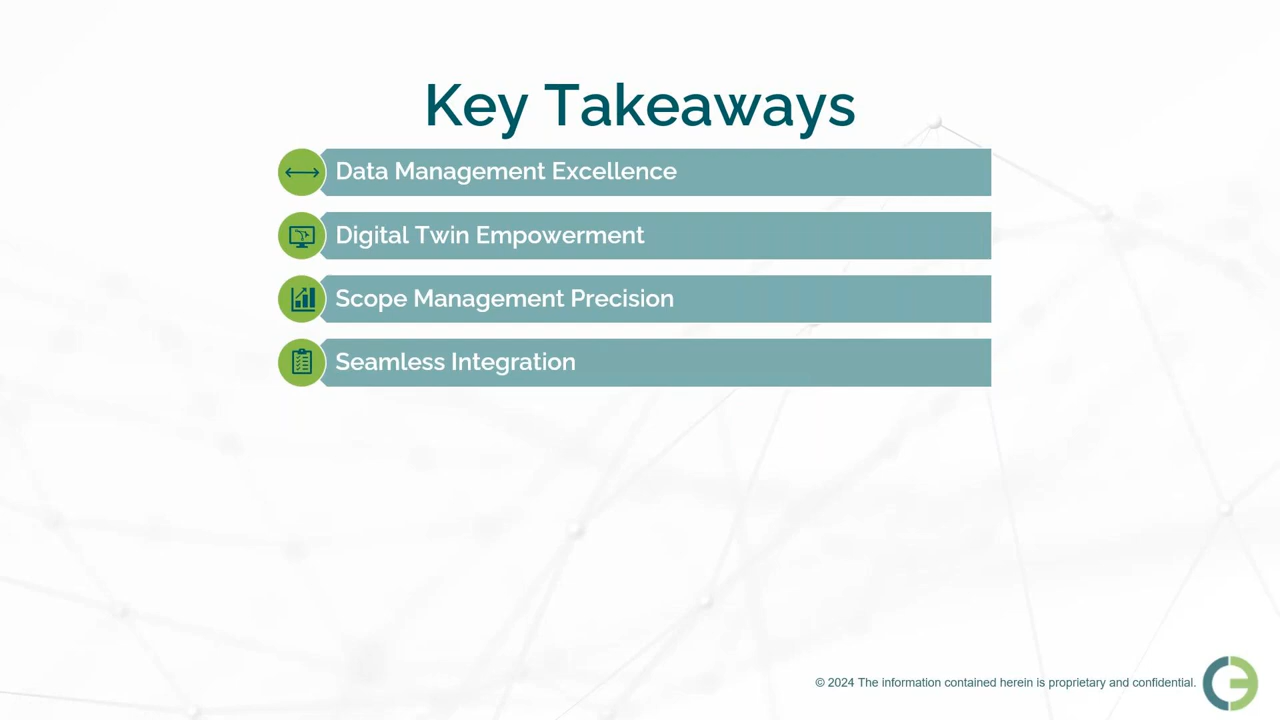 Key Takeaways
Data Management Excellence
Digital Twin Empowerment
Scope Management Precision
Seamless Integration
© 2024 The information contained herein is proprietary and confidential.